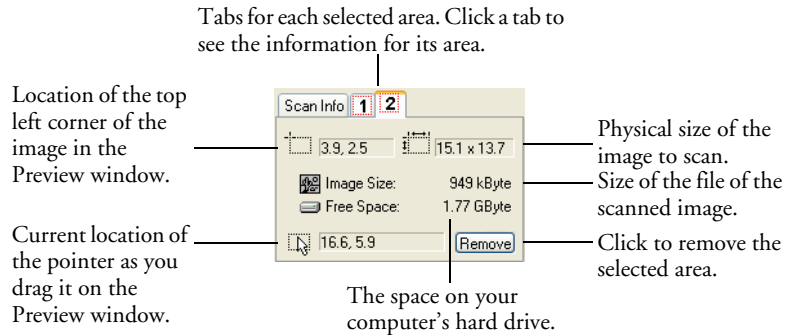 Tabs for each selected area. Click a tab to
see the information for its area.
Location of the top
left corner of the
image in the
Preview window.
Scan Info 1 2
3.9, 2.5 15.1 x 13.7
Physical size of the
image to scan.
Image Size: 949 kByte
Size of the file of the
scanned image.
Free Space: 1.77 GByte
Current location of
the pointer as you
drag it on the
Preview window.
16.6, 5.9 Remove
Click to remove the
selected area.
The space on your
computer's hard drive.